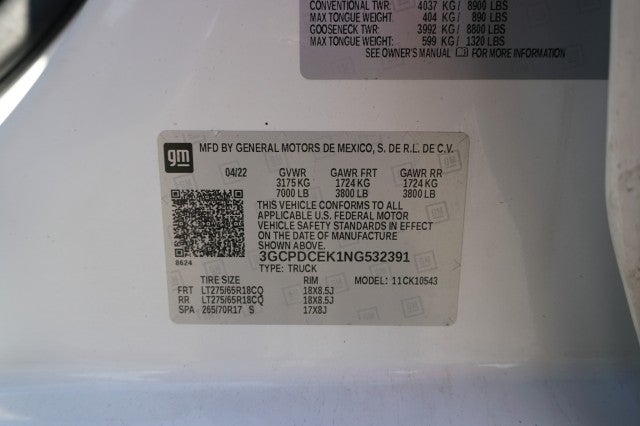 CONVENTIONAL TWR: 4037 KG / 8900 LBS
MAX TONGUE WEIGHT: 404 KG / 890 LBS
GOOSENECK TWR: 3992 KG / 8800 LBS
MAX TONGUE WEIGHT: 599 KG / 1320 LBS
SEE OWNER'S MANUAL FOR MORE INFORMATION
gm
MFD BY GENERAL MOTORS DE MEXICO, S. DE R.L. DE C.V.
04/22 GVWR GAWR FRT GAWR RR
3175 KG 1724 KG 1724 KG
7000 LB 3800 LB 3800 LB
THIS VEHICLE CONFORMS TO ALL
APPLICABLE U.S. FEDERAL MOTOR
VEHICLE SAFETY STANDARDS IN EFFECT
ON THE DATE OF MANUFACTURE
SHOWN ABOVE.
8624
3GCPDCEK1NG532391
TYPE: TRUCK
TIRE SIZE RIM MODEL: 11CK10543
FRT LT275/65R18CQ 18X8.5J
RR LT275/65R18CQ 18X8.5J
SPA 265/70R17 S 17X8J